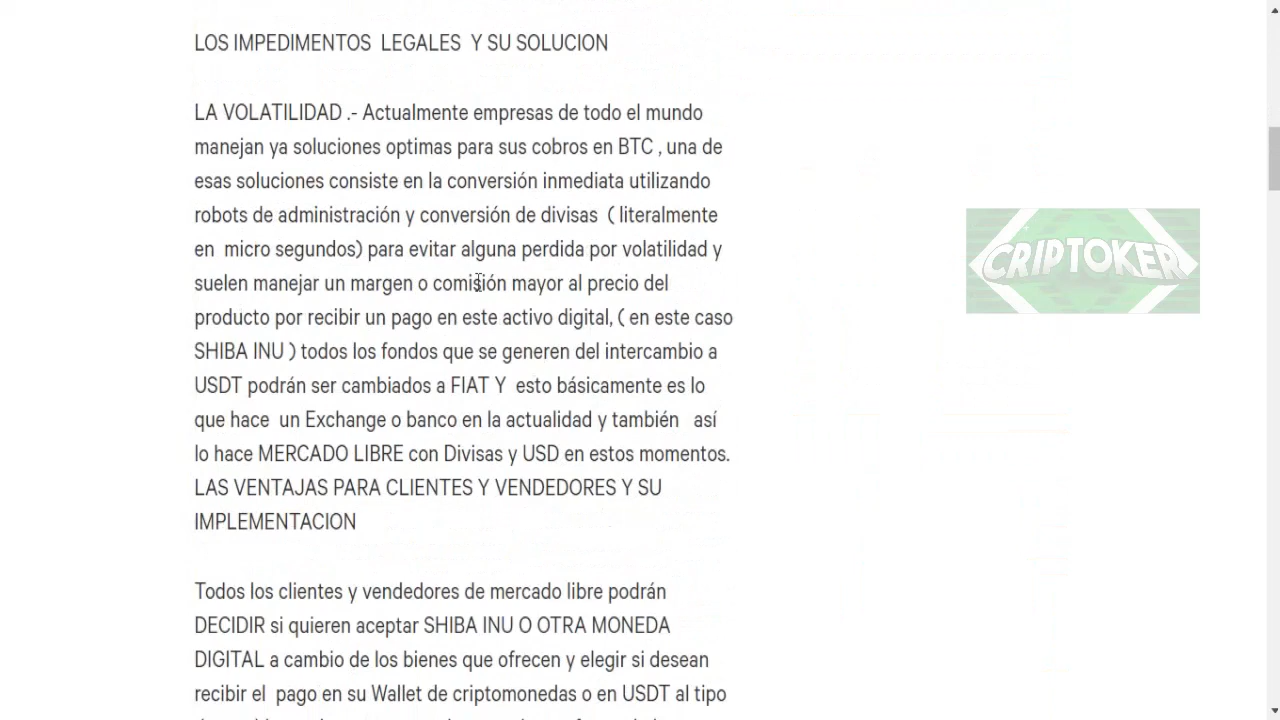 LOS IMPEDIMENTOS  LEGALES  Y SU SOLUCION
LA VOLATILIDAD .- Actualmente empresas de todo el mundo
manejan ya soluciones optimas para sus cobros en BTC , una de
esas soluciones consiste en la conversión inmediata utilizando
robots de administración y conversión de divisas  ( literalmente
en  micro segundos) para evitar alguna perdida por volatilidad y
suelen manejar un margen o comisión mayor al precio del
producto por recibir un pago en este activo digital, ( en este caso
SHIBA INU ) todos los fondos que se generen del intercambio a
USDT podrán ser cambiados a FIAT Y  esto básicamente es lo
que hace  un Exchange o banco en la actualidad y también   así
lo hace MERCADO LIBRE con Divisas y USD en estos momentos.
LAS VENTAJAS PARA CLIENTES Y VENDEDORES Y SU
IMPLEMENTACION
Todos los clientes y vendedores de mercado libre podrán
DECIDIR si quieren aceptar SHIBA INU O OTRA MONEDA
DIGITAL a cambio de los bienes que ofrecen y elegir si desean
recibir el  pago en su Wallet de criptomonedas o en USDT al tipo
CRIPTOKER